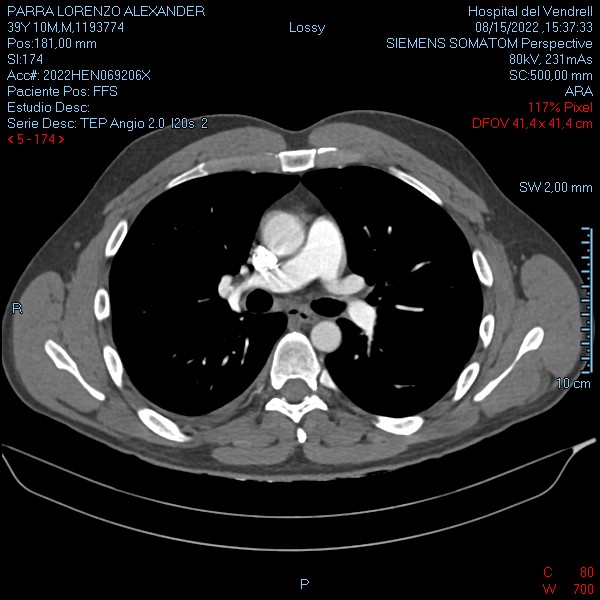 PARRA LORENZO ALEXANDER
39Y 10M,M,1193774
Pos:181,00 mm
SI:174
Acc#: 2022HEN069206X
Paciente Pos: FFS
Estudio Desc:
Serie Desc: TEP Angio 2.0 I20s 2
< 5 - 174 >
Lossy
Hospital del Vendrell
08/15/2022 ,15:37:33
SIEMENS SOMATOM Perspective
80kV, 231mAs
SC:500,00 mm
ARA
117% Pixel
DFOV 41,4 x 41,4 cm
SW 2,00 mm
R
10 cm
P
C 80
W 700